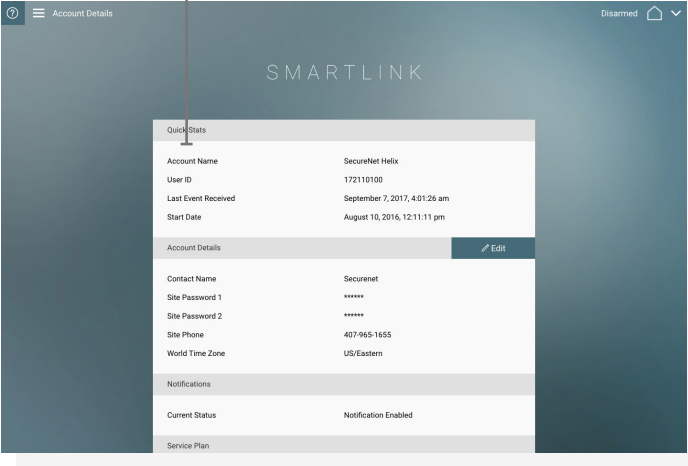 ? Account Details Disarmed
SMARTLINK
Quick Stats
Account Name SecureNet Helix
User ID 172110100
Last Event Received September 7, 2017, 4:01:26 am
Start Date August 10, 2016, 12:11:11 pm
Account Details Edit
Contact Name Securenet
Site Password 1 ******
Site Password 2 ******
Site Phone 407-965-1655
World Time Zone US/Eastern
Notifications
Current Status Notification Enabled
Service Plan